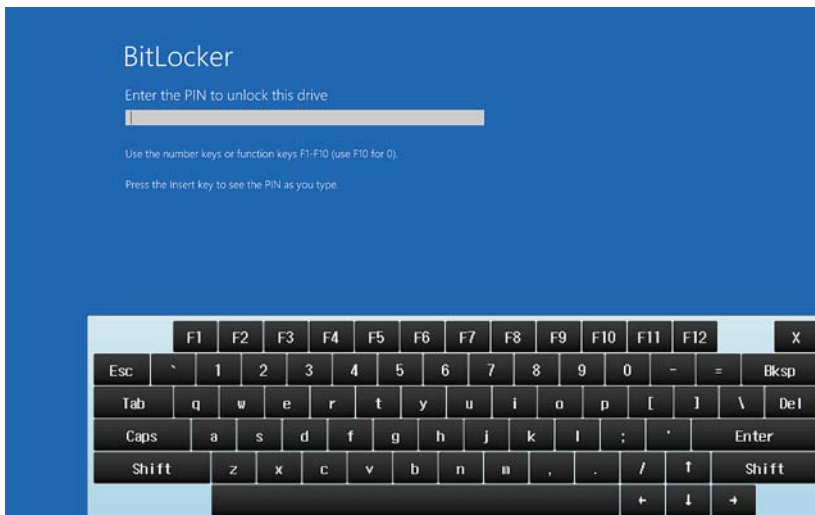 BitLocker
Enter the PIN to unlock this drive
Use the number keys or function keys F1-F10 (use F10 for 0).
Press the Insert key to see the PIN as you type.
F1 F2 F3 F4 F5 F6 F7 F8 F9 F10 F11 F12 X
Esc ` 1 2 3 4 5 6 7 8 9 0 - = Bksp
Tab q w e r t y u i o p [ ] \ Del
Caps a s d f g h j k l ; ' Enter
Shift z x c v b n m , . / ↑ Shift
← ↓ →